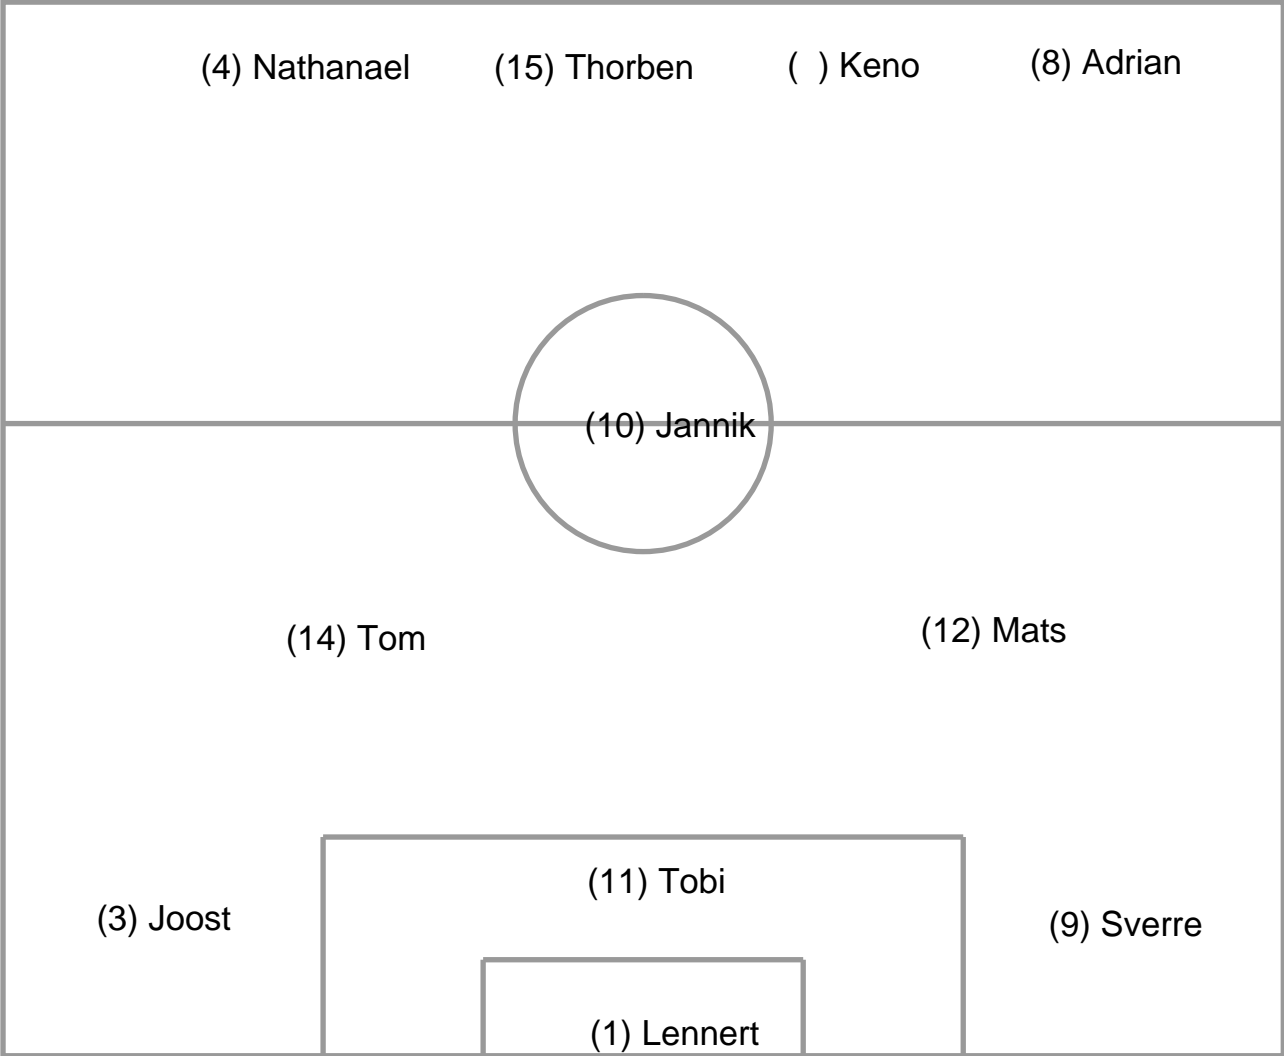 (4) Nathanael (15) Thorben (  ) Keno (8) Adrian
(10) Jannik
(14) Tom (12) Mats
(11) Tobi
(3) Joost (9) Sverre
(1) Lennert